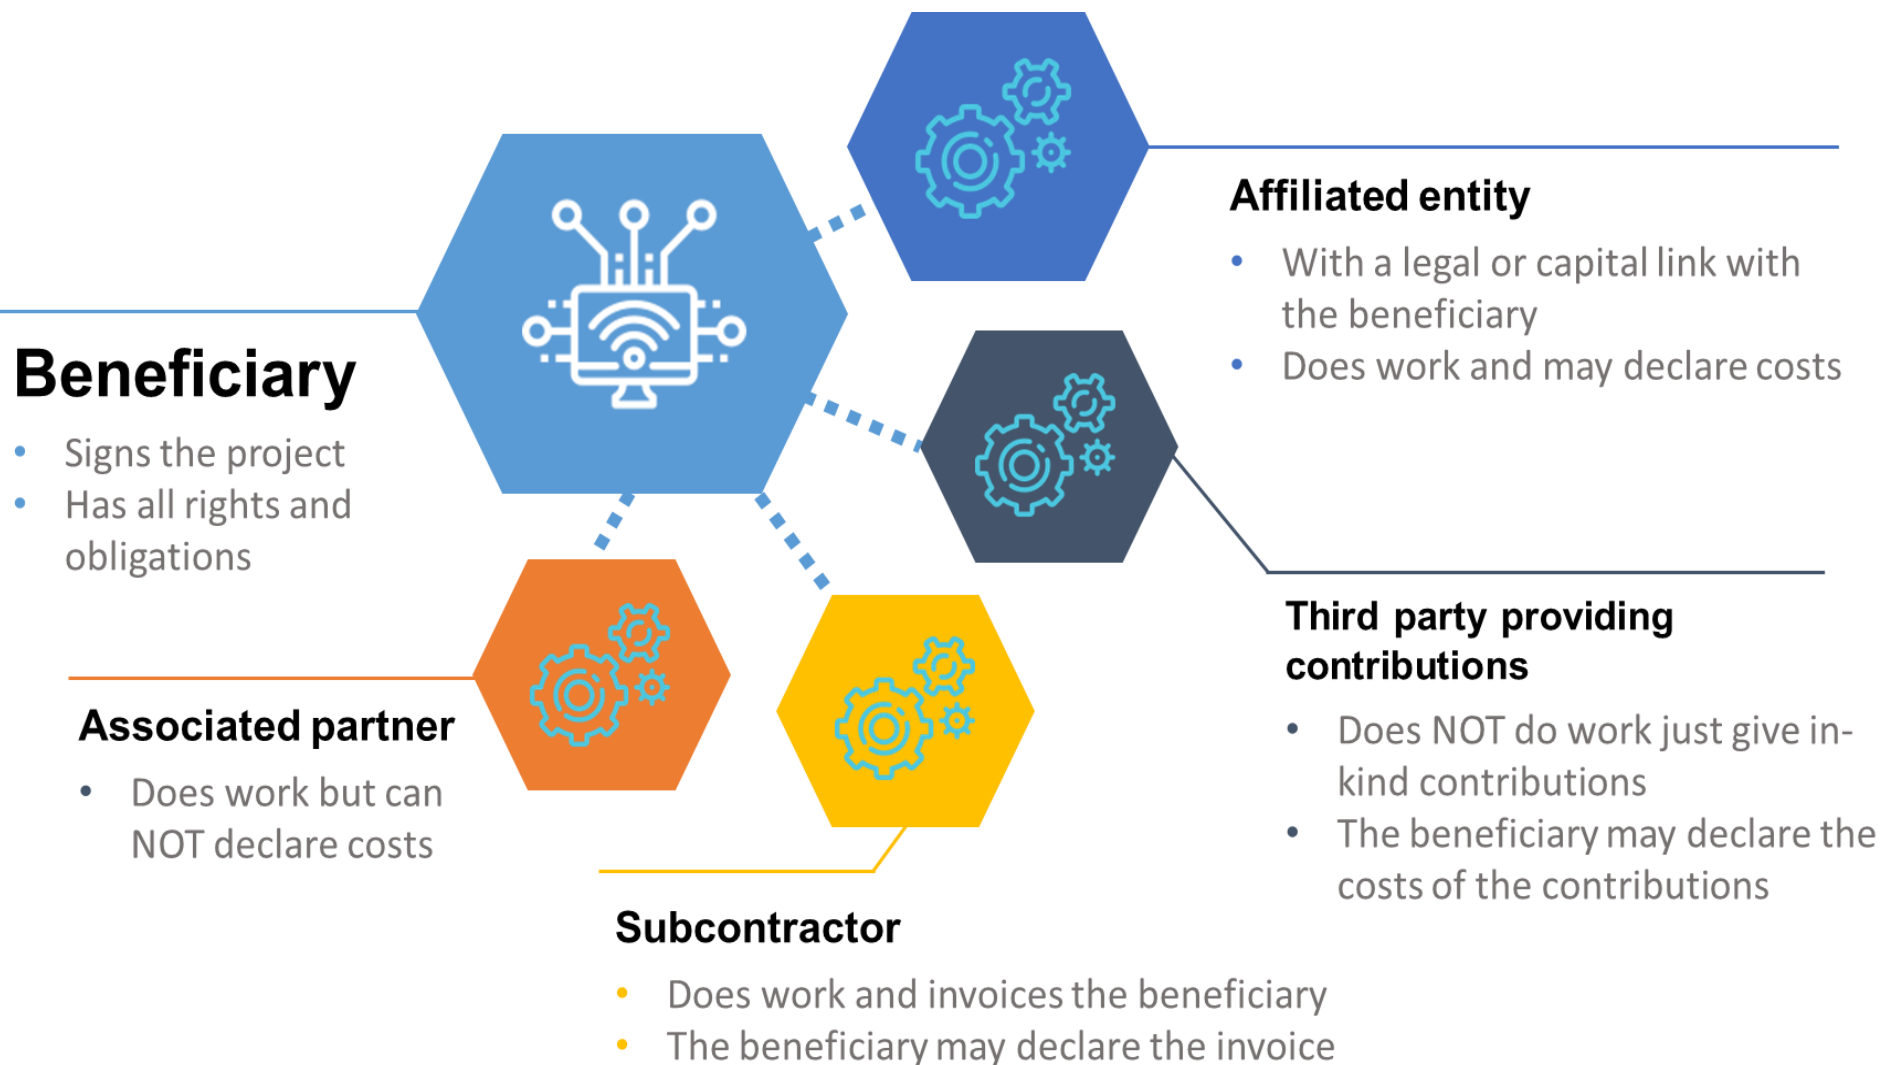 Beneficiary
• Signs the project
• Has all rights and
obligations
Affiliated entity
• With a legal or capital link with
the beneficiary
• Does work and may declare costs
Third party providing
contributions
• Does NOT do work just give in-
kind contributions
• The beneficiary may declare the
costs of the contributions
Associated partner
• Does work but can
NOT declare costs
Subcontractor
• Does work and invoices the beneficiary
• The beneficiary may declare the invoice